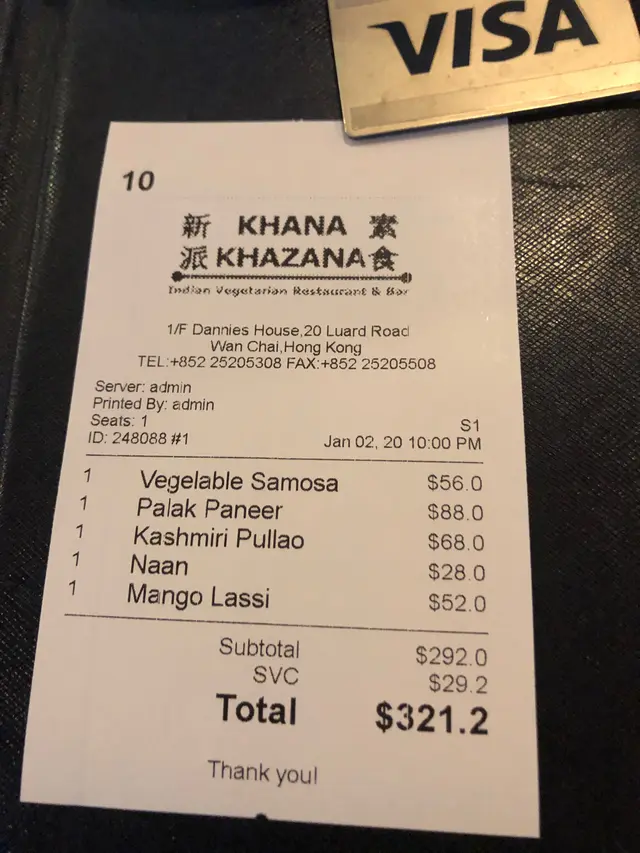 VISA
10
新 KHANA 素
派 KHAZANA 食
Indian Vegetarian Restaurant & Bar
1/F Dannies House,20 Luard Road
Wan Chai,Hong Kong
TEL:+852 25205308 FAX:+852 25205508
Server: admin
Printed By: admin
Seats: 1 S1
ID: 248088 #1 Jan 02, 20 10:00 PM
1 Vegelable Samosa $56.0
1 Palak Paneer $88.0
1 Kashmiri Pullao $68.0
1 Naan $28.0
1 Mango Lassi $52.0
Subtotal $292.0
SVC $29.2
Total $321.2
Thank you!